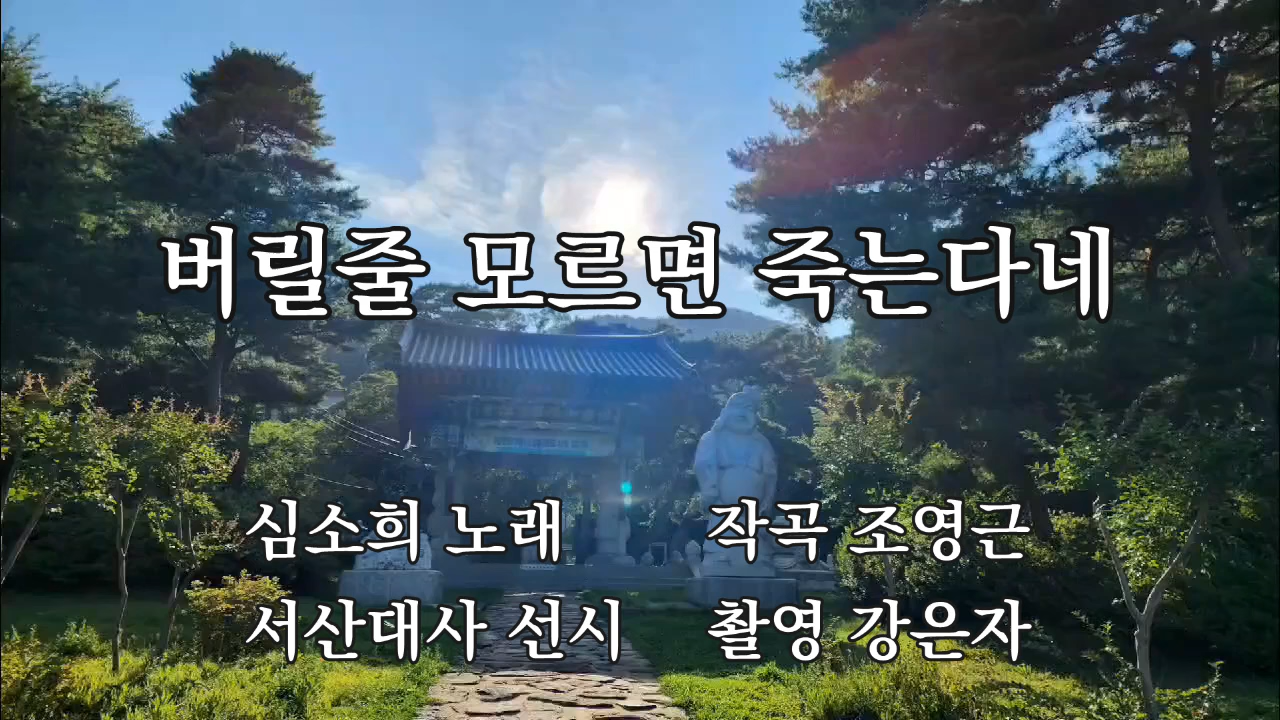 버릴줄 모르면 죽는다네
심소희 노래 작곡 조영근
서산대사 선시 촬영 강은자